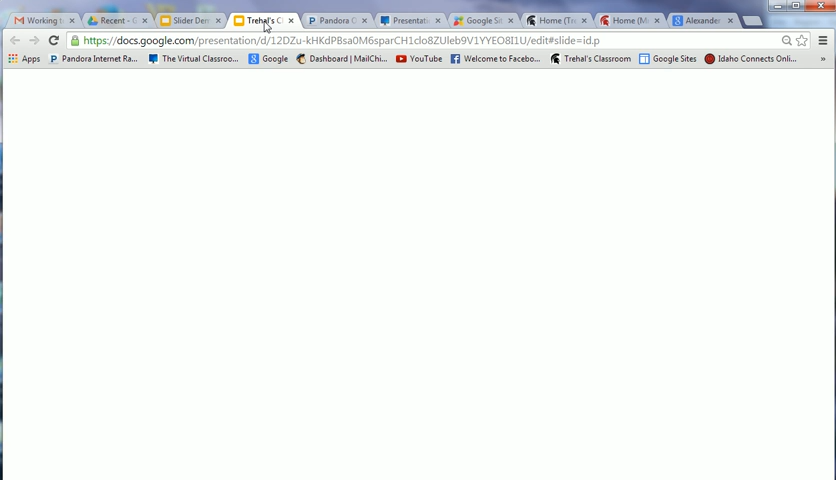 Working t Recent - G Slider Dem Trehal's Cl Pandora O Presentati Google Sit Home (Tr Home (M Alexander
https://docs.google.com/presentation/d/12DZu-kHKdPBsa0M6sparCH1clo8ZUleb9V1YYEO8I1U/edit#slide=id.p
Apps Pandora Internet Ra... The Virtual Classroo... Google Dashboard | MailChi... YouTube Welcome to Facebo... Trehal's Classroom Google Sites Idaho Connects Onli... »